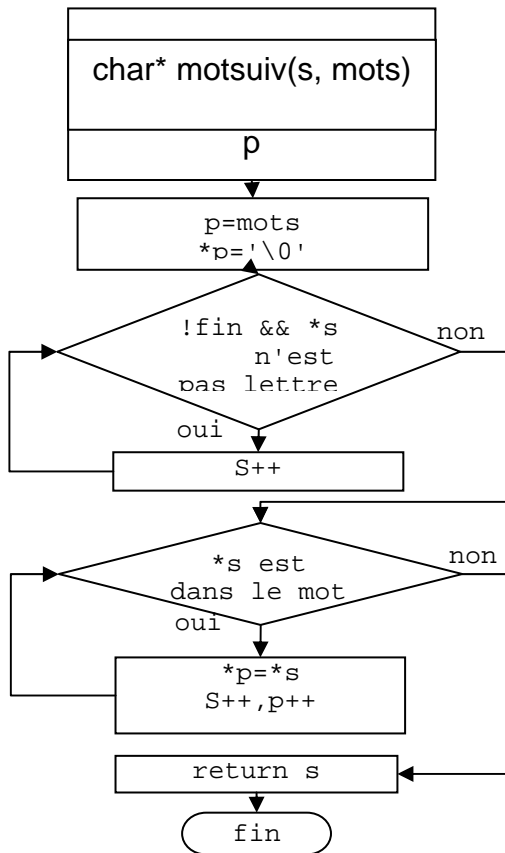 char* motsuiv(s, mots)
p
p=mots
*p='\0'
!fin && *s
n'est
pas lettre
non
oui
S++
*s est
dans le mot
non
oui
*p=*s
S++,p++
return s
fin